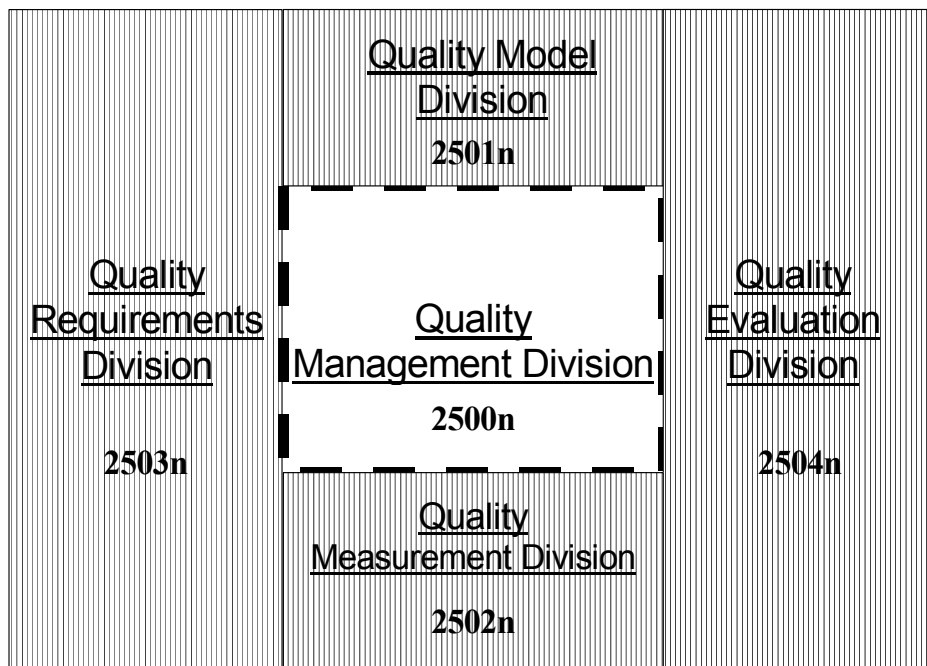 Quality Model
Division
2501n
Quality
Requirements
Division
2503n
Quality
Management Division
2500n
Quality
Evaluation
Division
2504n
Quality
Measurement Division
2502n